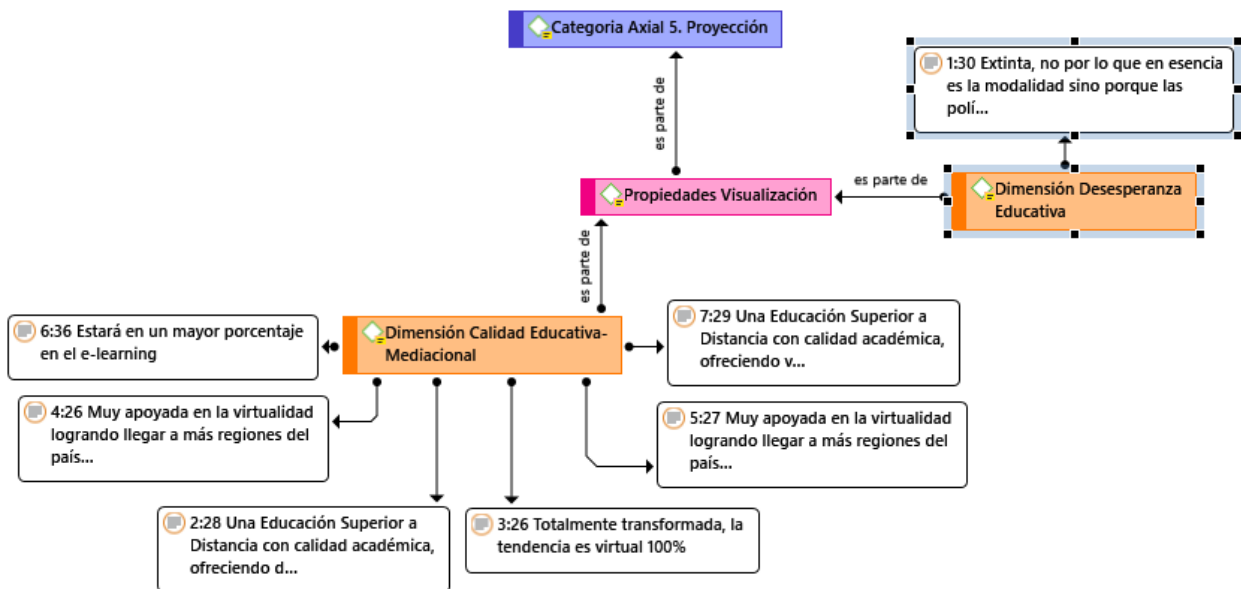 Categoria Axial 5. Proyección
es parte de
1:30 Extinta, no por lo que en esencia
es la modalidad sino porque las
polí...
Propiedades Visualización
es parte de
Dimensión Desesperanza
Educativa
es parte de
6:36 Estará en un mayor porcentaje
en el e-learning
Dimensión Calidad Educativa-
Mediacional
7:29 Una Educación Superior a
Distancia con calidad académica,
ofreciendo v...
4:26 Muy apoyada en la virtualidad
logrando llegar a más regiones del
país...
5:27 Muy apoyada en la virtualidad
logrando llegar a más regiones del
país...
2:28 Una Educación Superior a
Distancia con calidad académica,
ofreciendo d...
3:26 Totalmente transformada, la
tendencia es virtual 100%